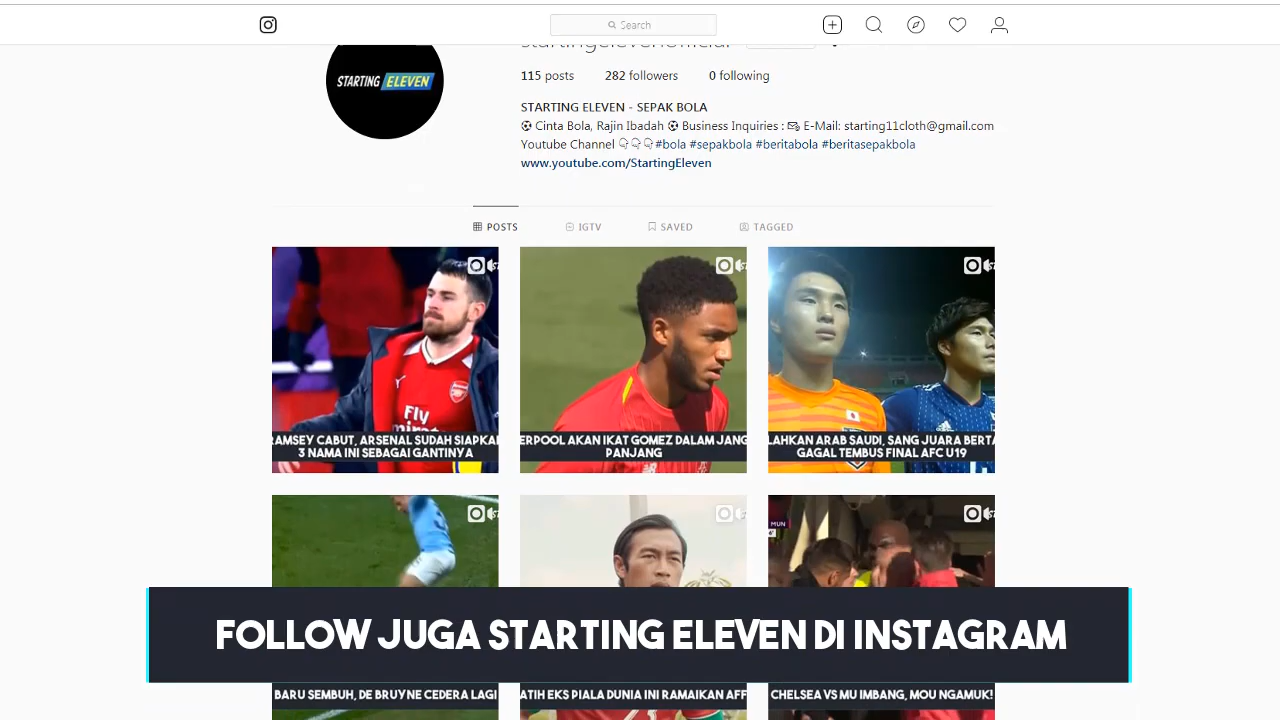 Search
115 posts 282 followers 0 following
STARTING ELEVEN
STARTING ELEVEN - SEPAK BOLA
Cinta Bola, Rajin Ibadah Business Inquiries : E-Mail: starting11cloth@gmail.com
Youtube Channel #bola #sepakbola #beritabola #beritasepakbola
www.youtube.com/StartingEleven
POSTS IGTV SAVED TAGGED
Fly
RAMSEY CABUT, ARSENAL SUDAH SIAPKAN
3 NAMA INI SEBAGAI GANTINYA
ERPOOL AKAN IKAT GOMEZ DALAM JANG
PANJANG
LAHKAN ARAB SAUDI, SANG JUARA BERTA
GAGAL TEMBUS FINAL AFC U19
MUN
FOLLOW JUGA STARTING ELEVEN DI INSTAGRAM
BARU SEMBUH, DE BRUYNE CEDERA LAGI
ATIH EKS PIALA DUNIA INI RAMAIKAN AFF
CHELSEA VS MU IMBANG, MOU NGAMUK!